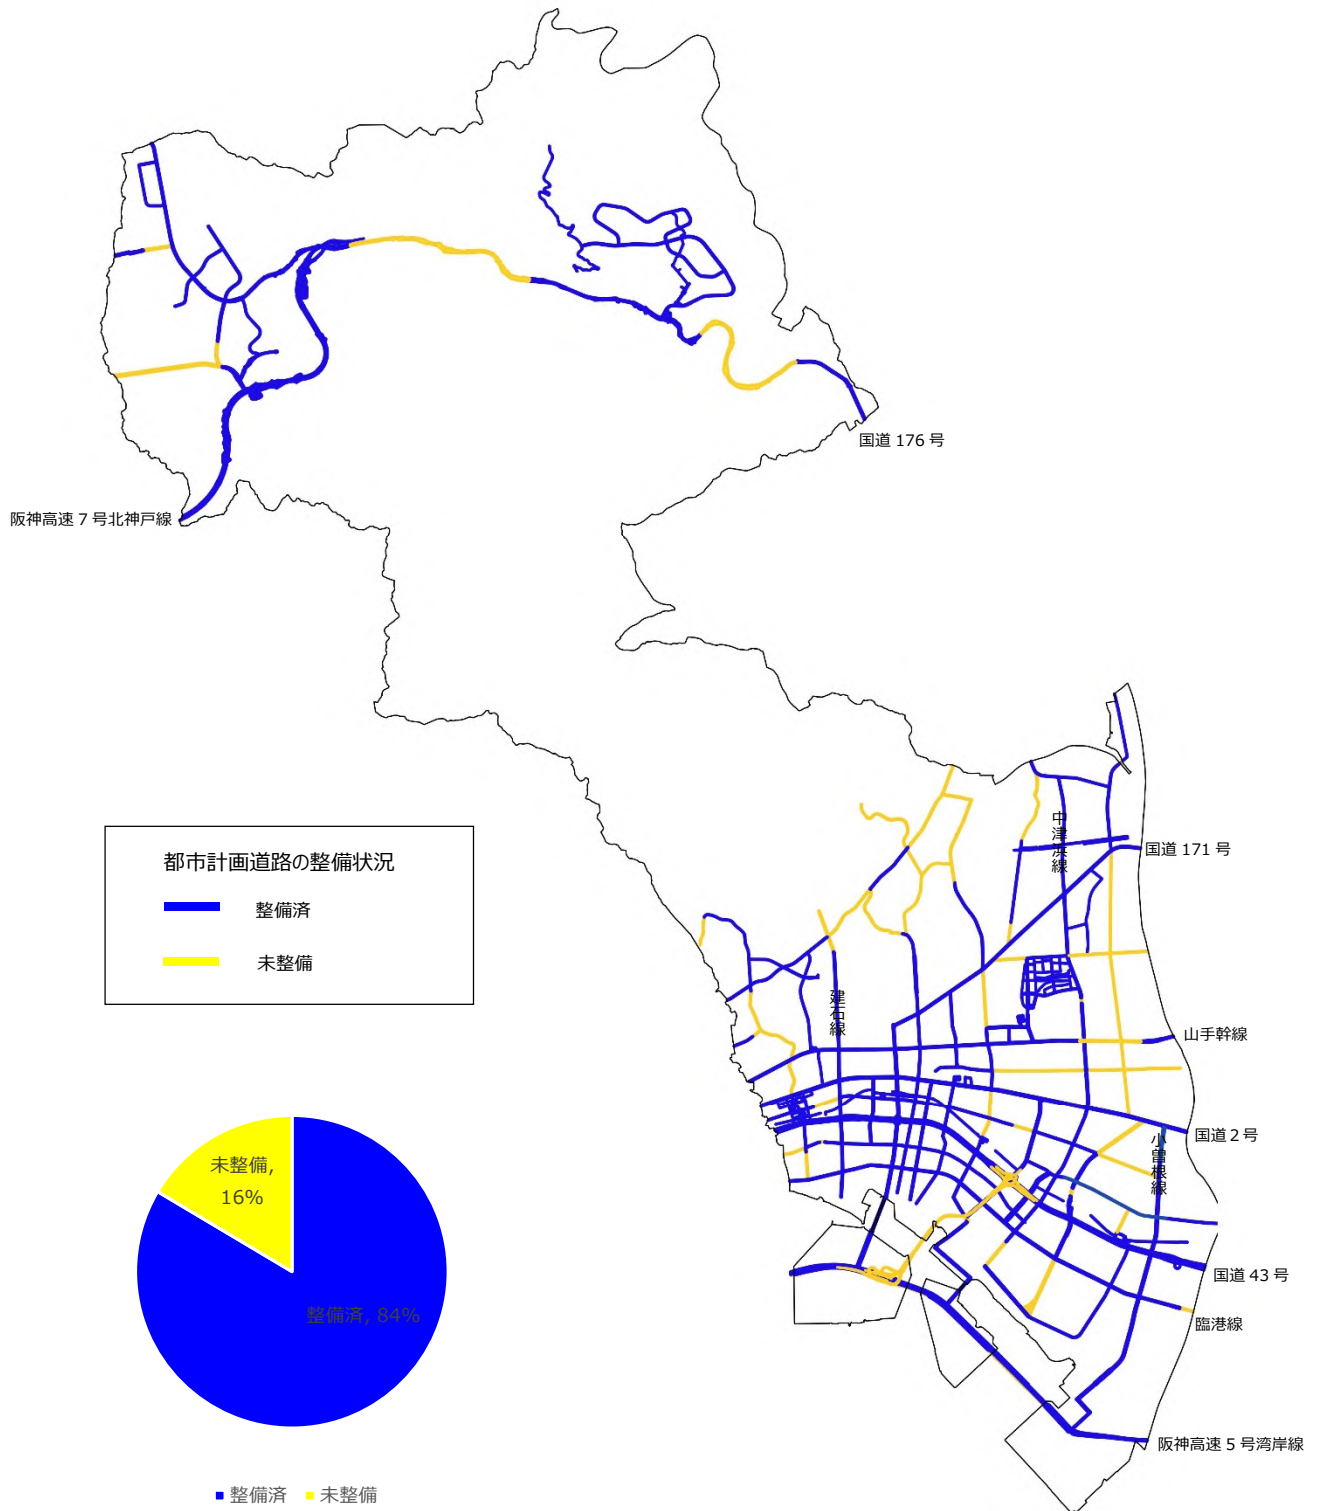 国道 176 号
阪神高速 7 号北神戸線
中津浜線
国道 171 号
都市計画道路の整備状況
整備済
未整備
建石線
山手幹線
国道 2 号
小曽根線
未整備,
16%
整備済, 84%
国道 43 号
臨港線
阪神高速 5 号湾岸線
整備済 未整備